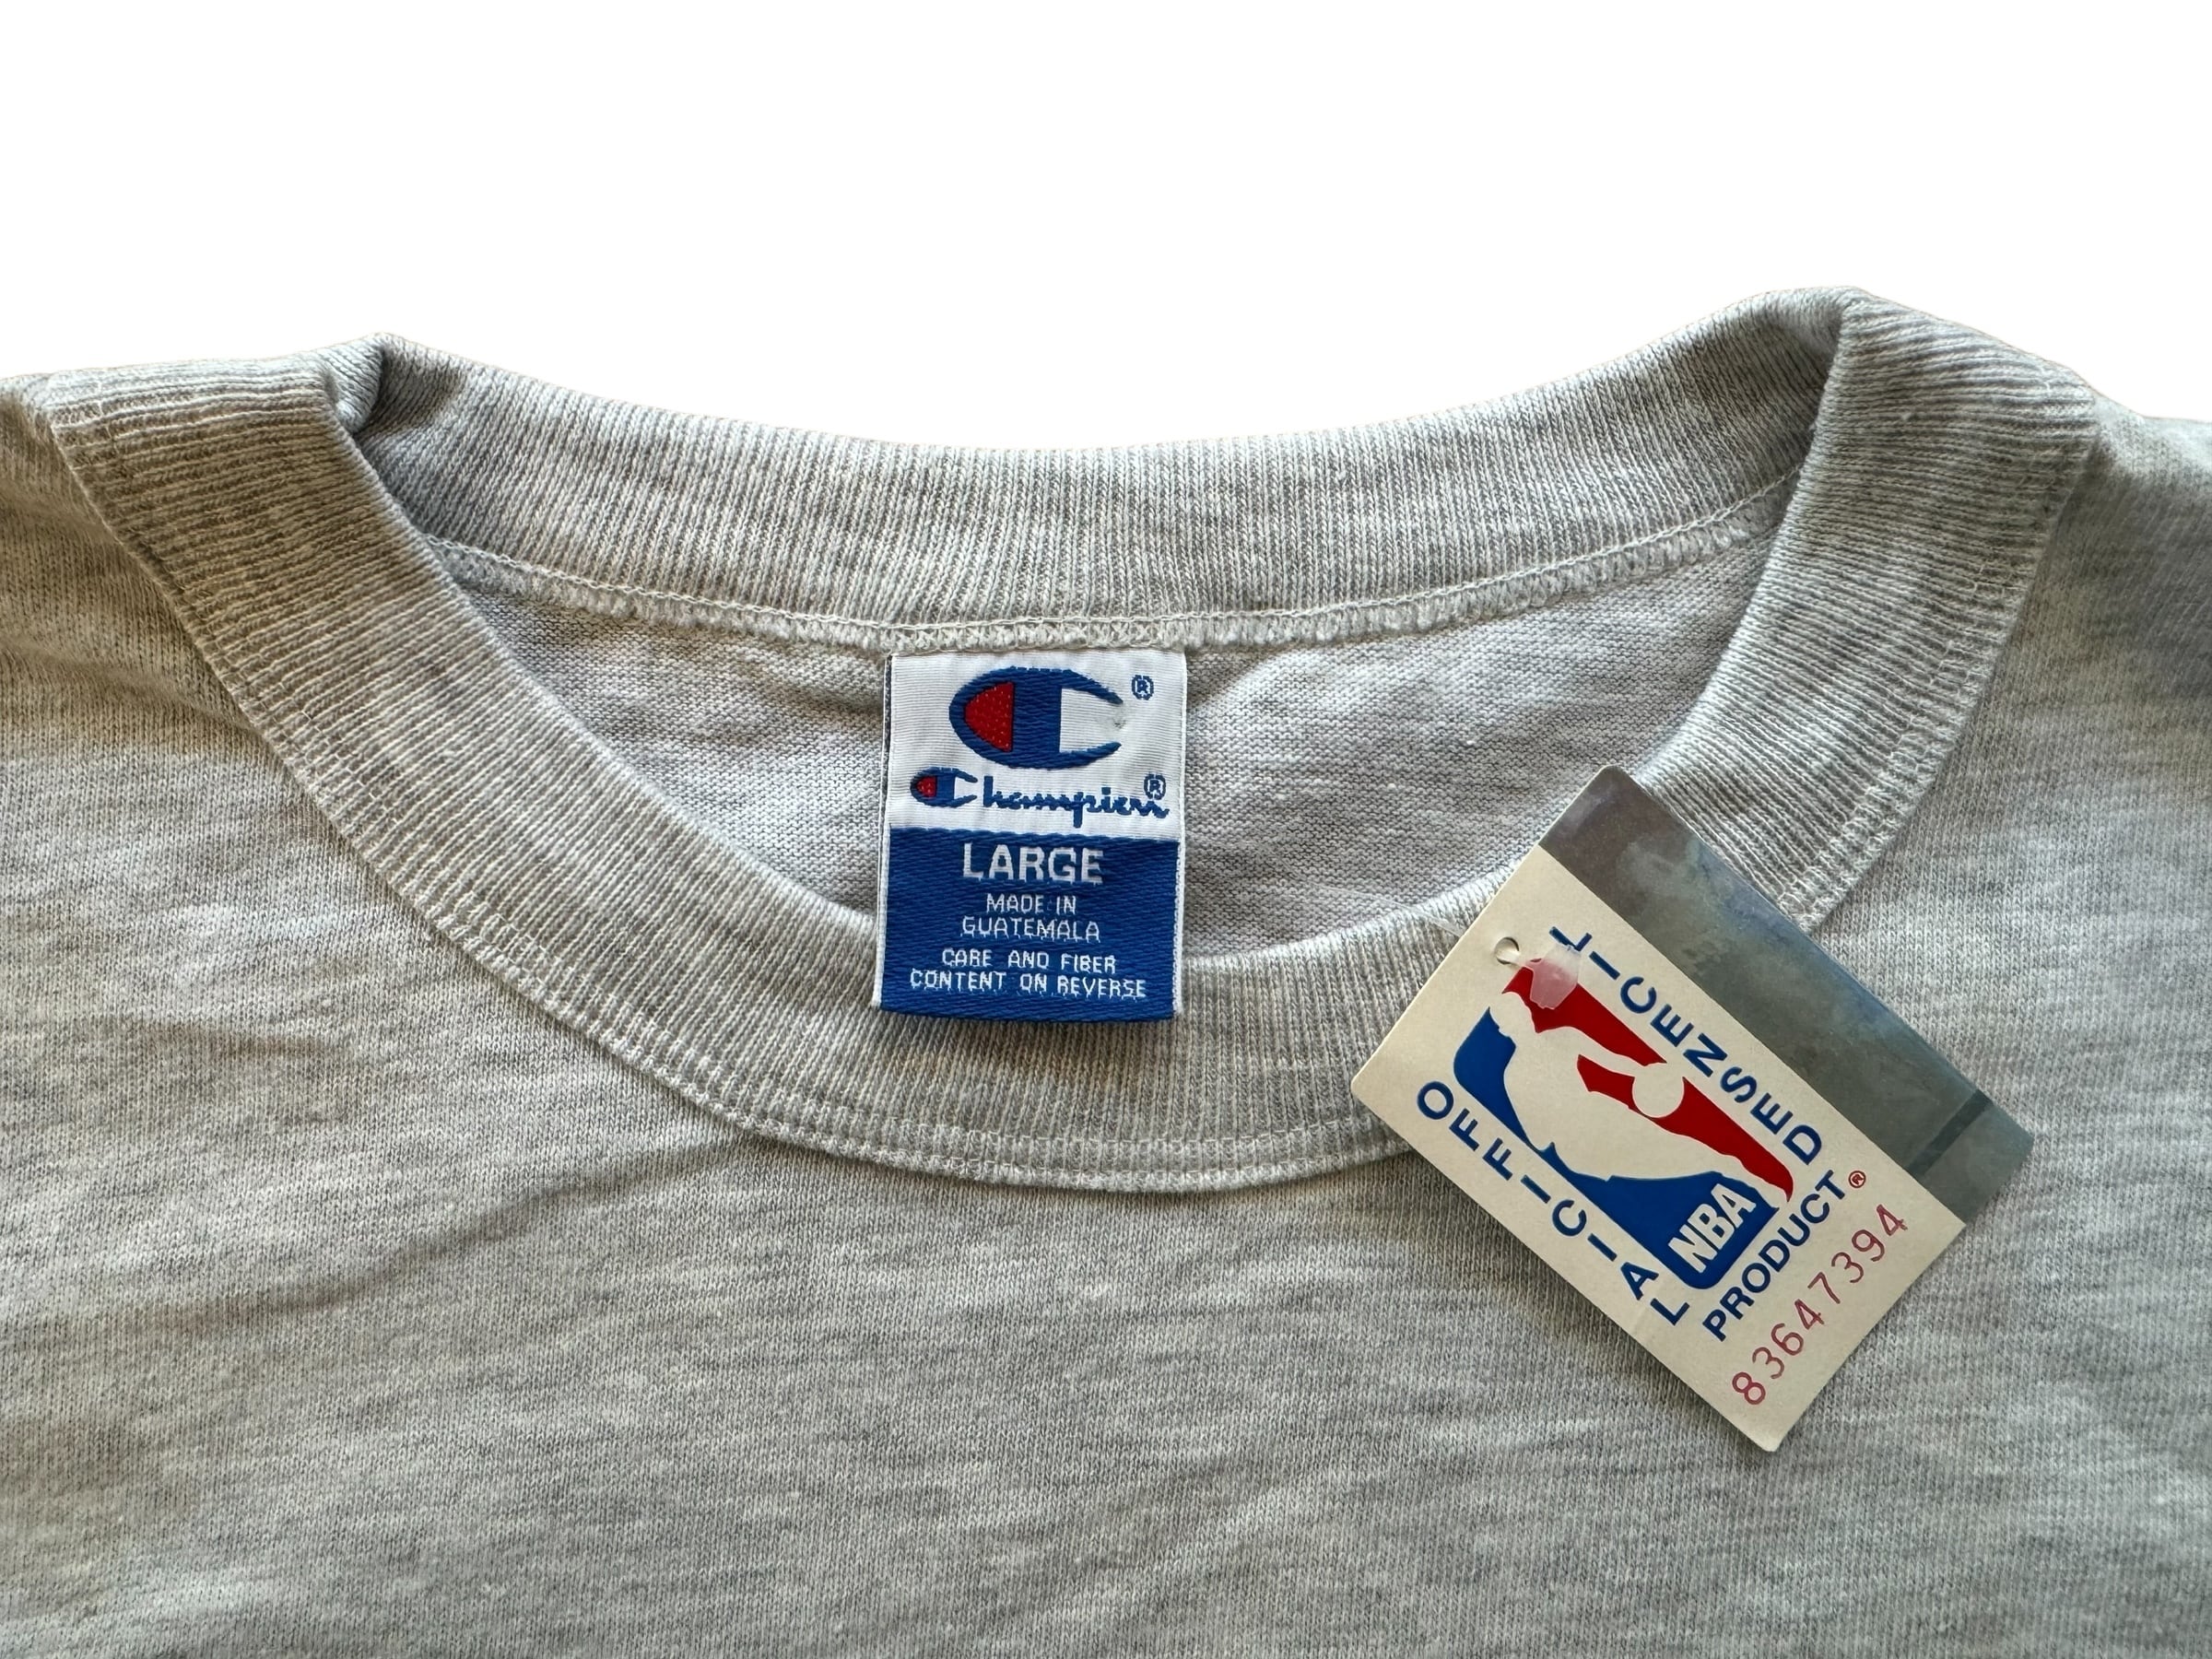 ®
Champion®
LARGE
MADE IN
GUATEMALA
CARE AND FIBER
CONTENT ON REVERSE
OFFICIAL LICENSED
NBA
PRODUCT®
83647394